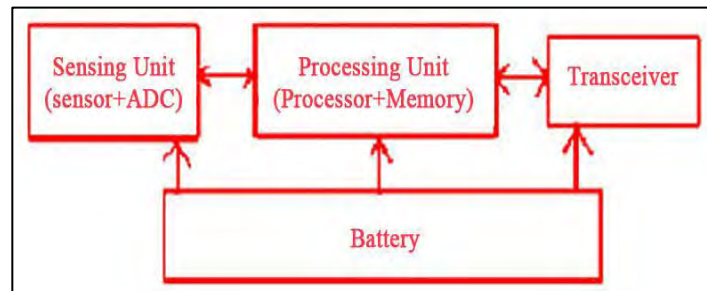 Sensing Unit
(sensor+ADC)
Processing Unit
(Processor+Memory)
Transceiver
Battery